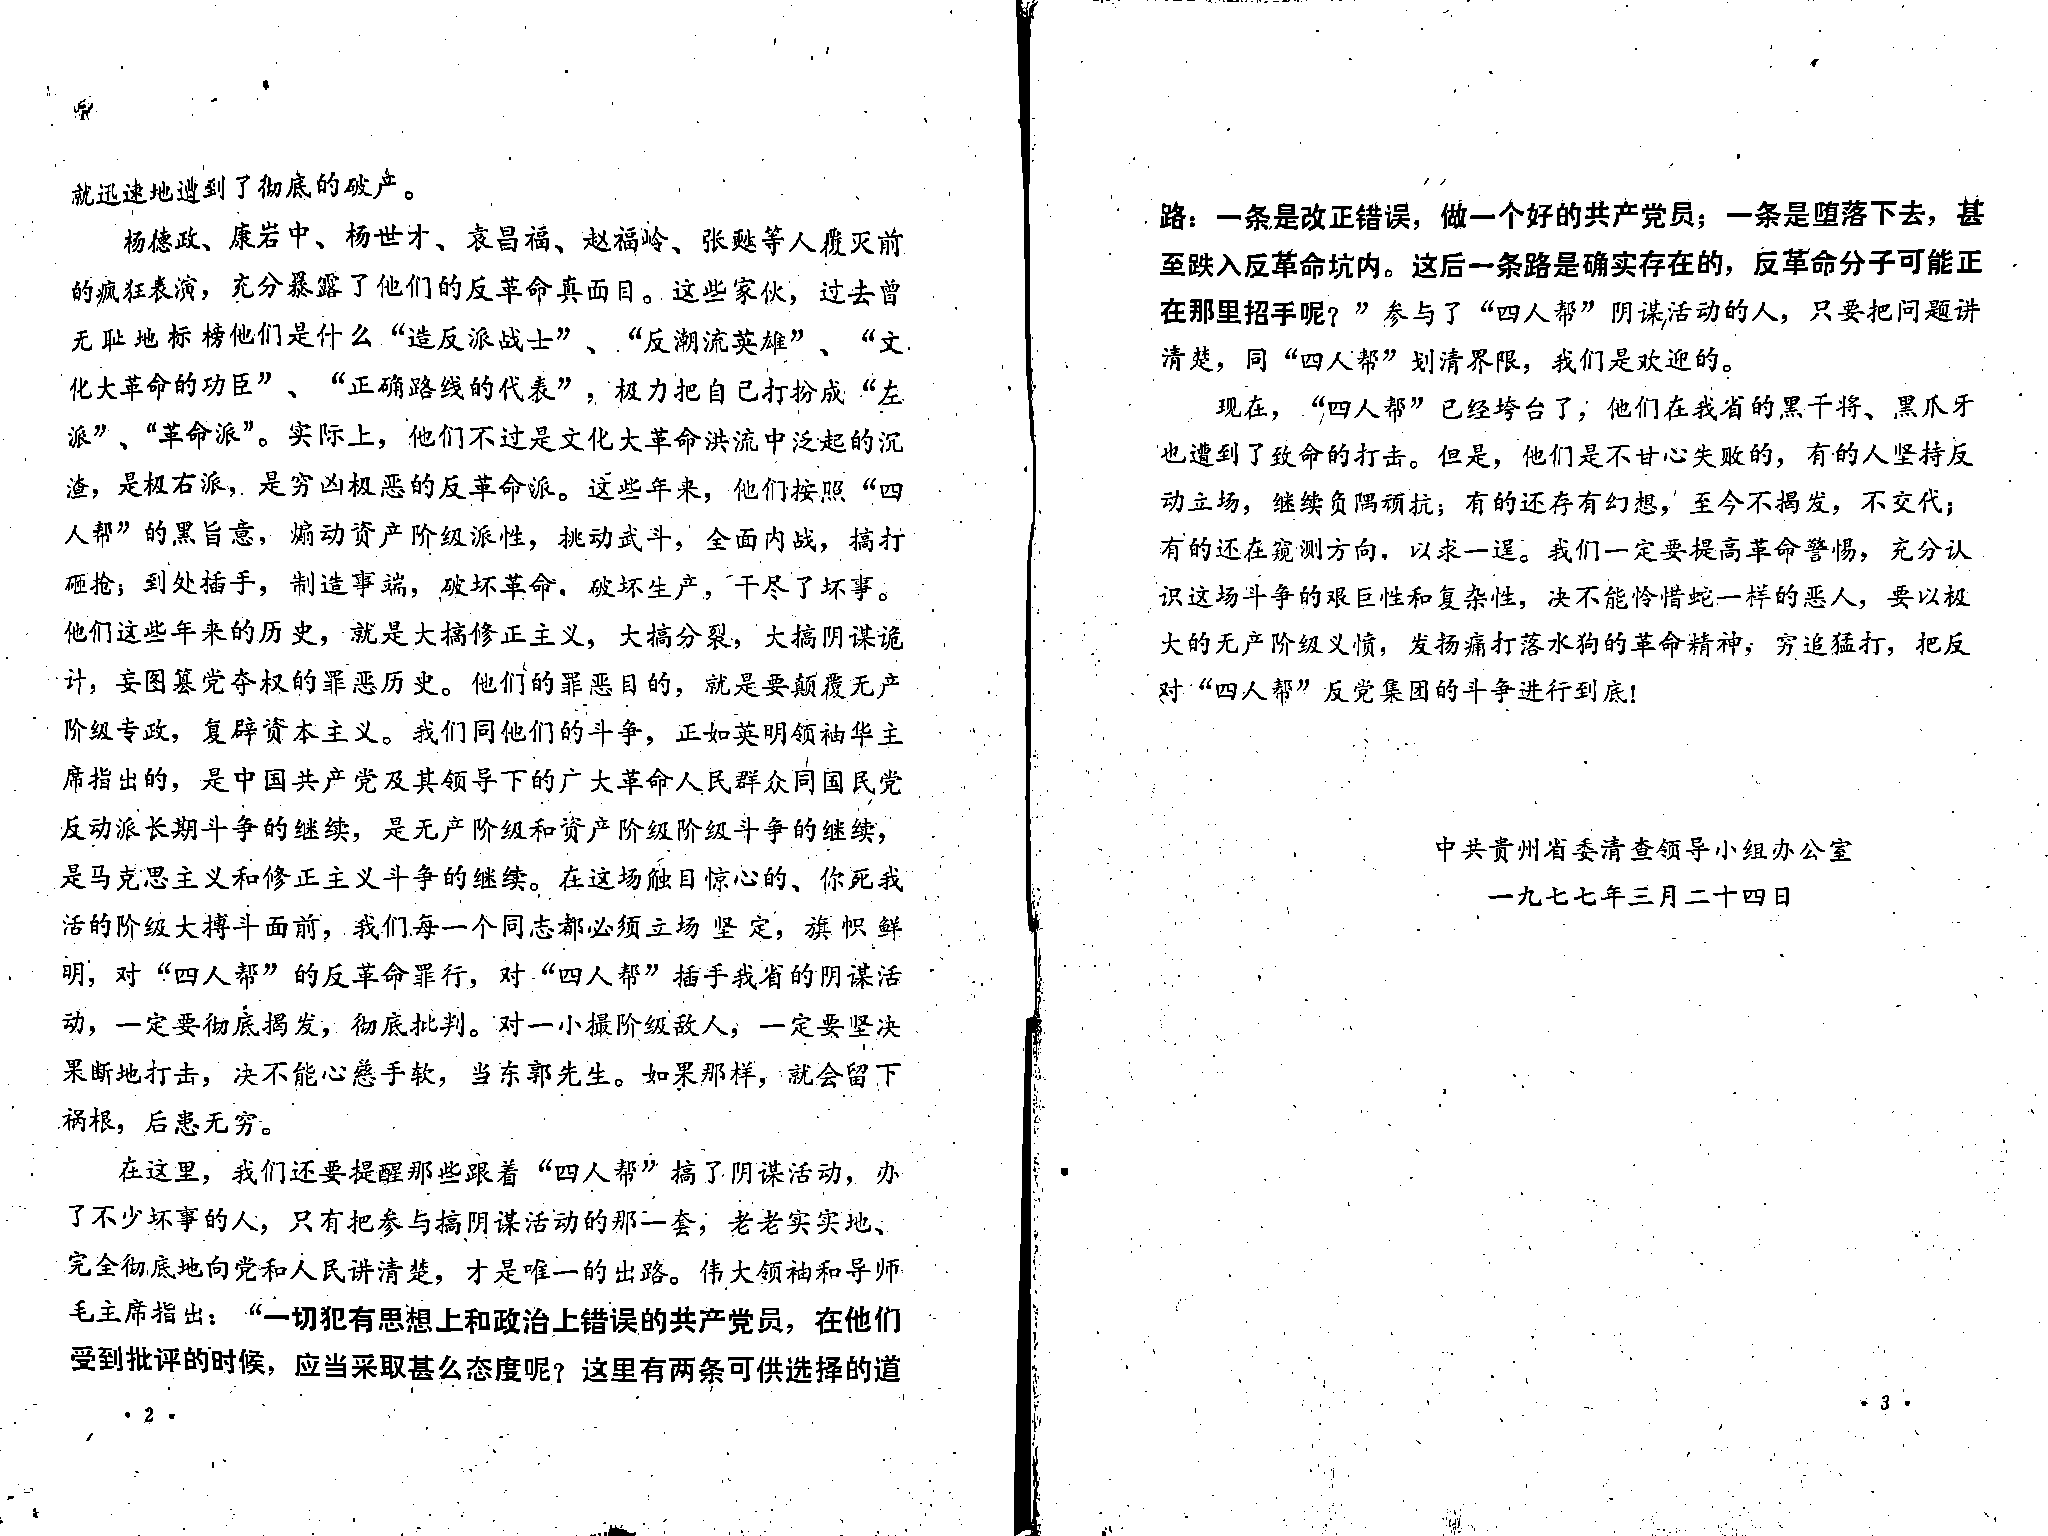 就迅速地遭到了彻底的破产。
杨德政、康岩中、杨世才、袁昌福、赵福岭、张甦等人覆灭前
的疯狂表演，充分暴露了他们的反革命真面目。这些家伙，过去曾
无耻地标榜他们是什么“造反派战士”、“反潮流英雄”、“文
化大革命的功臣”、“正确路线的代表”，极力把自己打扮成“左
派”、“革命派”。实际上，他们不过是文化大革命洪流中泛起的沉
渣，是极右派，是穷凶极恶的反革命派。这些年来，他们按照“四
人帮”的黑旨意，煽动资产阶级派性，挑动武斗，全面内战，搞打
砸抢；到处插手，制造事端，破坏革命，破坏生产，干尽了坏事。
他们这些年来的历史，就是大搞修正主义，大搞分裂，大搞阴谋诡
计，妄图篡党夺权的罪恶历史。他们的罪恶目的，就是要颠覆无产
阶级专政，复辟资本主义。我们同他们的斗争，正如英明领袖华主
席指出的，是中国共产党及其领导下的广大革命人民群众同国民党
反动派长期斗争的继续，是无产阶级和资产阶级阶级斗争的继续，
是马克思主义和修正主义斗争的继续。在这场触目惊心的、你死我
活的阶级大搏斗面前，我们每一个同志都必须立场坚定，旗帜鲜
明，对“四人帮”的反革命罪行，对“四人帮”插手我省的阴谋活
动，一定要彻底揭发，彻底批判。对一小撮阶级敌人，一定要坚决
果断地打击，决不能心慈手软，当东郭先生。如果那样，就会留下
祸根，后患无穷。
在这里，我们还要提醒那些跟着“四人帮”搞了阴谋活动，办
了不少坏事的人，只有把参与搞阴谋活动的那一套，老老实实地、
完全彻底地向党和人民讲清楚，才是唯一的出路。伟大领袖和导师
毛主席指出：“一切犯有思想上和政治上错误的共产党员，在他们
受到批评的时候，应当采取甚么态度呢？这里有两条可供选择的道
· 2 ·
路：一条是改正错误，做一个好的共产党员；一条是堕落下去，甚
至跌入反革命坑内。这后一条路是确实存在的，反革命分子可能正
在那里招手呢？”参与了“四人帮”阴谋活动的人，只要把问题讲
清楚，同“四人帮”划清界限，我们是欢迎的。
现在，“四人帮”已经垮台了，他们在我省的黑干将、黑爪牙
也遭到了致命的打击。但是，他们是不甘心失败的，有的人坚持反
动立场，继续负隅顽抗；有的还存有幻想，至今不揭发，不交代；
有的还在窥测方向，以求一逞。我们一定要提高革命警惕，充分认
识这场斗争的艰巨性和复杂性，决不能怜惜蛇一样的恶人，要以极
大的无产阶级义愤，发扬痛打落水狗的革命精神，穷追猛打，把反
对“四人帮”反党集团的斗争进行到底！
中共贵州省委清查领导小组办公室
一九七七年三月二十四日
· 3 ·